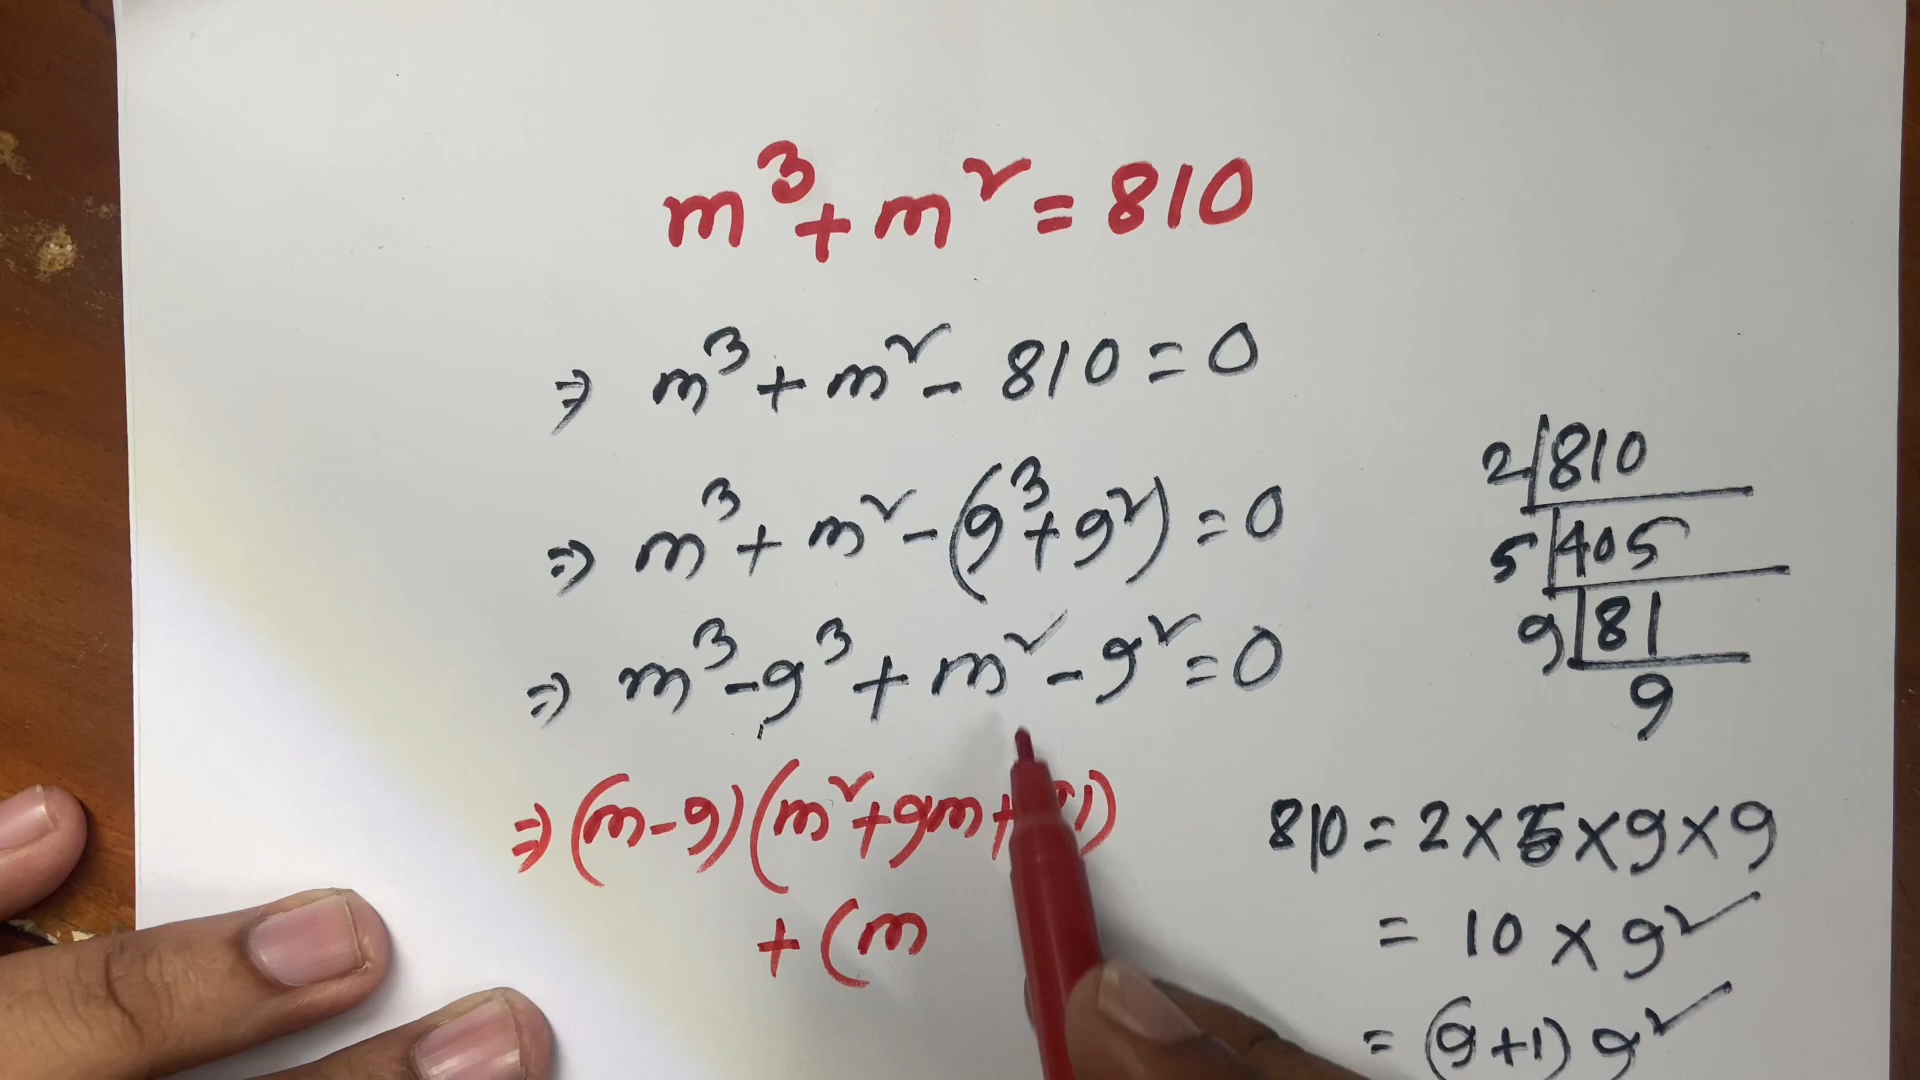 m³+m²=810
⇒ m³+m²-810=0
⇒ m³+m²-(9³+9²)=0
⇒ m³-9³+m²-9²=0
⇒(m-9)(m²+9m+ 1)
+(m
2|810
5|405
9|81
9
810=2×5×9×9
= 10×9²
= (9+1)9²